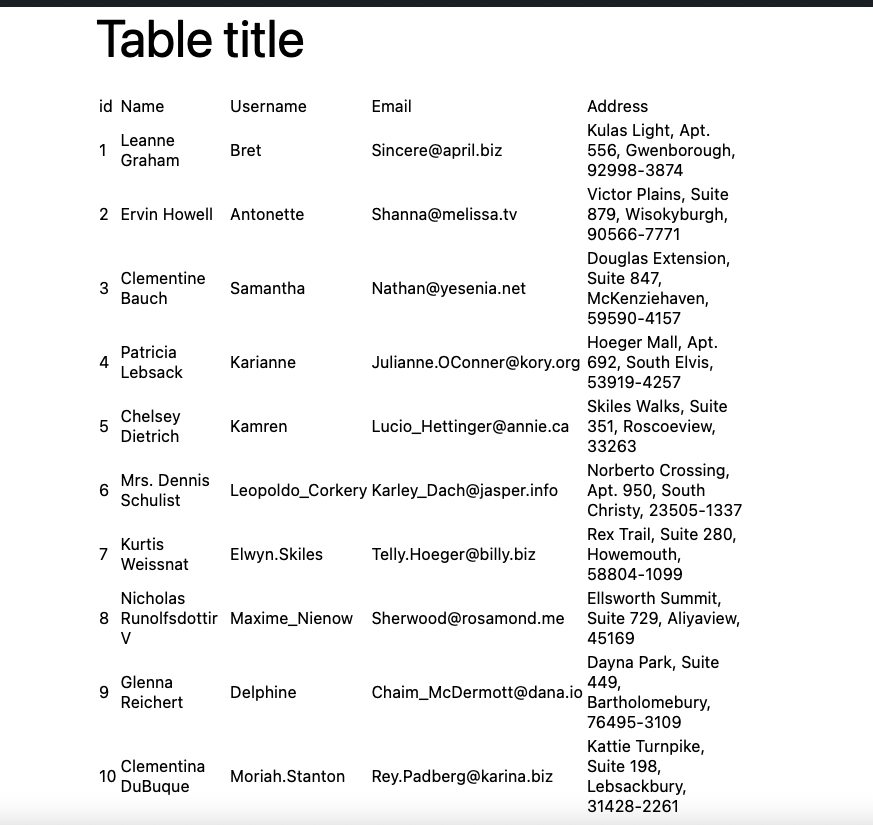 Table title
id Name Username Email Address
1 Leanne Graham Bret Sincere@april.biz Kulas Light, Apt. 556, Gwenborough, 92998-3874
2 Ervin Howell Antonette Shanna@melissa.tv Victor Plains, Suite 879, Wisokyburgh, 90566-7771
3 Clementine Bauch Samantha Nathan@yesenia.net Douglas Extension, Suite 847, McKenziehaven, 59590-4157
4 Patricia Lebsack Karianne Julianne.OConner@kory.org Hoeger Mall, Apt. 692, South Elvis, 53919-4257
5 Chelsey Dietrich Kamren Lucio_Hettinger@annie.ca Skiles Walks, Suite 351, Roscoeview, 33263
6 Mrs. Dennis Schulist Leopoldo_Corkery Karley_Dach@jasper.info Norberto Crossing, Apt. 950, South Christy, 23505-1337
7 Kurtis Weissnat Elwyn.Skiles Telly.Hoeger@billy.biz Rex Trail, Suite 280, Howemouth, 58804-1099
8 Nicholas Runolfsdottir V Maxime_Nienow Sherwood@rosamond.me Ellsworth Summit, Suite 729, Aliyaview, 45169
9 Glenna Reichert Delphine Chaim_McDermott@dana.io Dayna Park, Suite 449, Bartholomebury, 76495-3109
10 Clementina DuBuque Moriah.Stanton Rey.Padberg@karina.biz Kattie Turnpike, Suite 198, Lebsackbury, 31428-2261